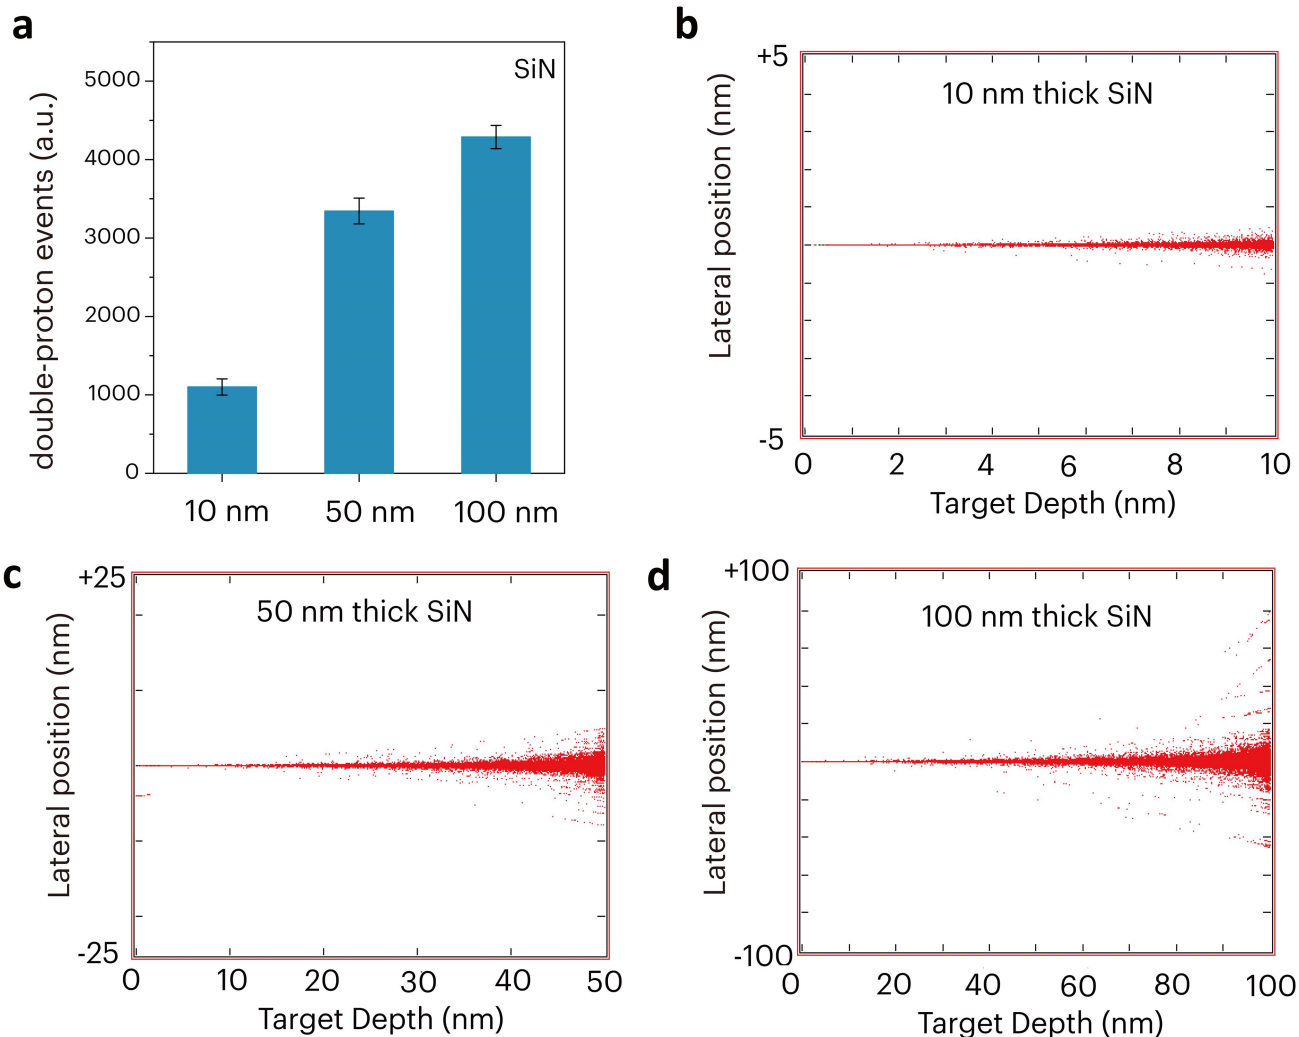 a
SiN
double-proton events (a.u.)
5000
4000
3000
2000
1000
0
10 nm
50 nm
100 nm
b
+5
10 nm thick SiN
Lateral position (nm)
-5
0 2 4 6 8 10
Target Depth (nm)
c
+25
50 nm thick SiN
Lateral position (nm)
-25
0 10 20 30 40 50
Target Depth (nm)
d
+100
100 nm thick SiN
Lateral position (nm)
-100
0 20 40 60 80 100
Target Depth (nm)